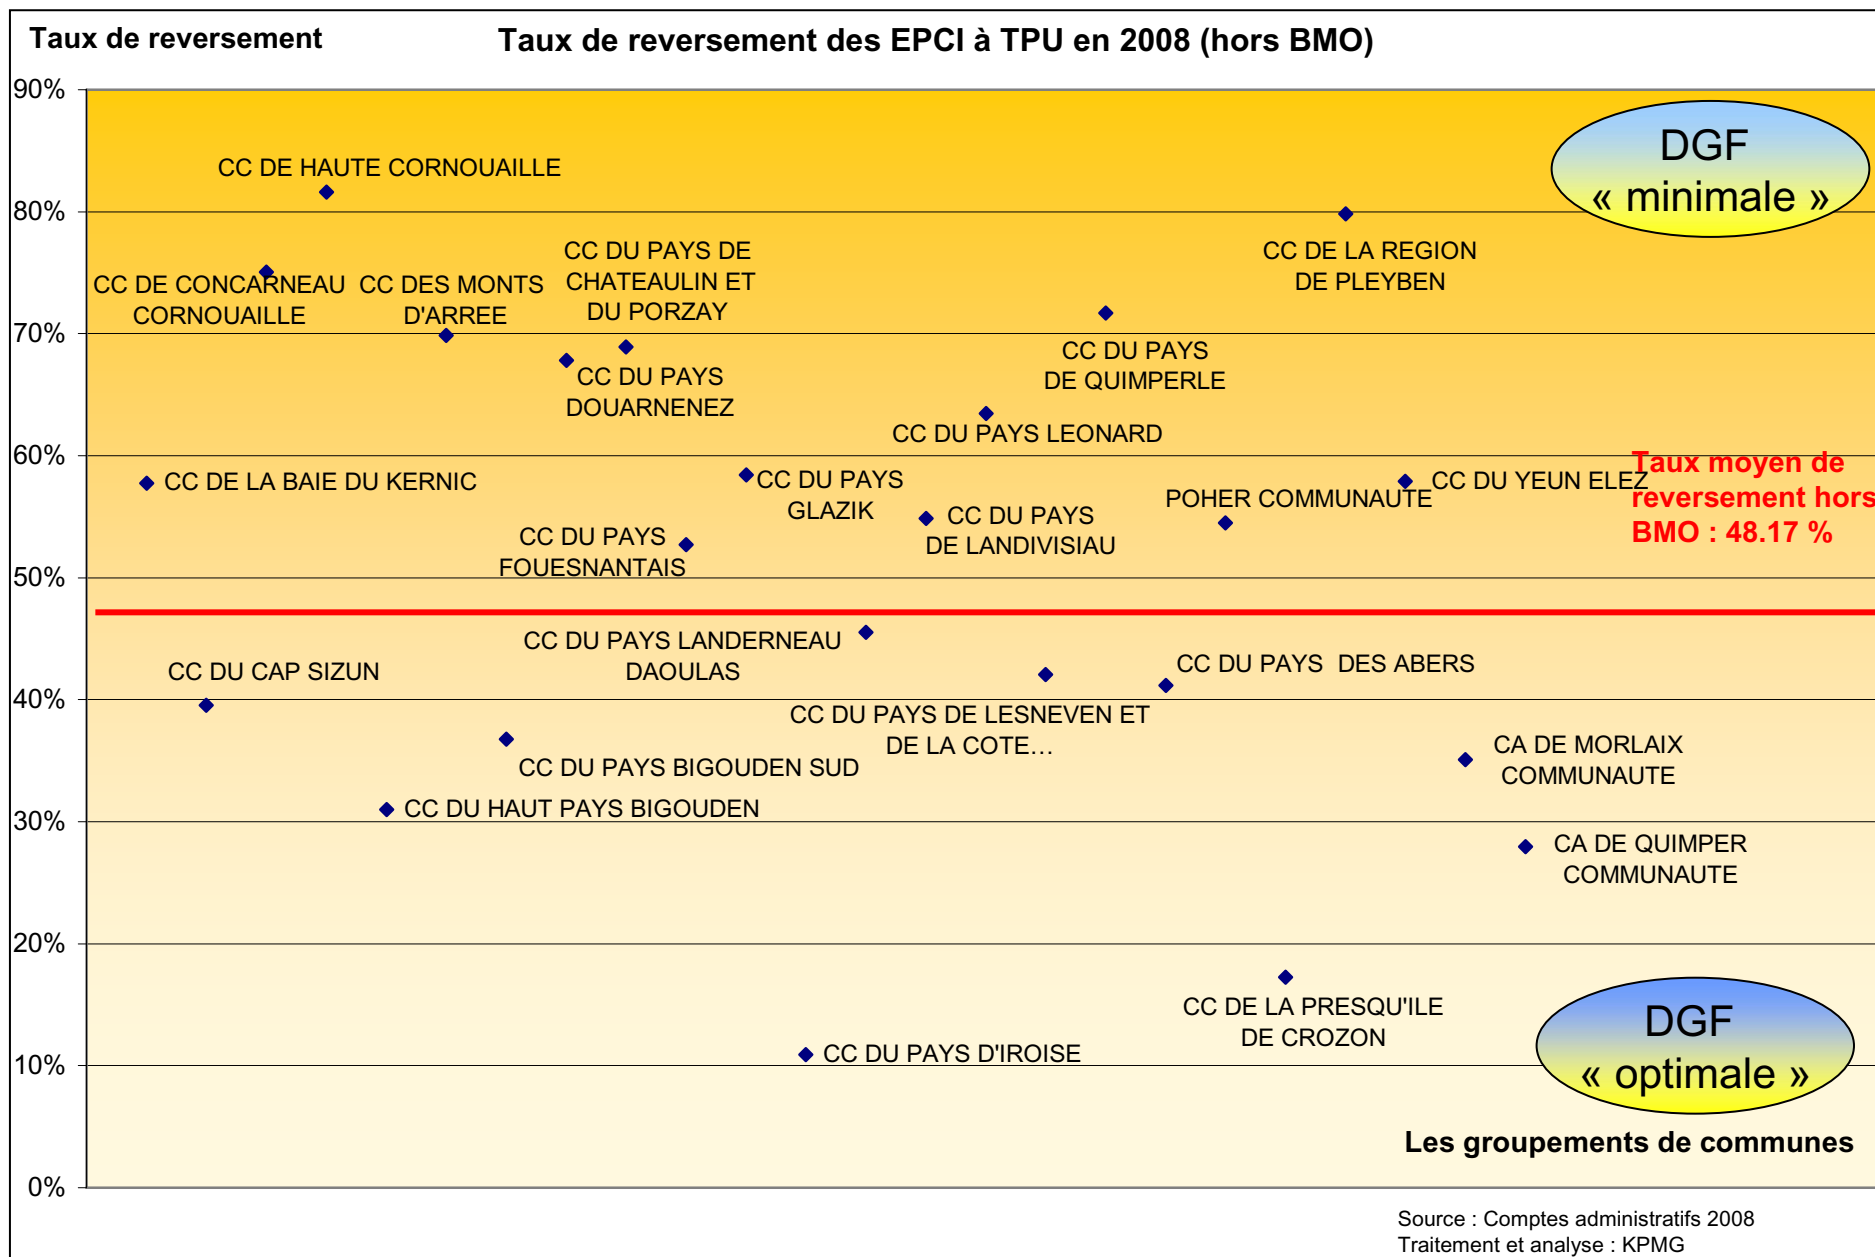 Taux de reversement
Taux de reversement des EPCI à TPU en 2008 (hors BMO)
90%
80%
70%
60%
50%
40%
30%
20%
10%
0%
DGF
« minimale »
CC DE HAUTE CORNOUAILLE
CC DE CONCARNEAU
CORNOUAILLE
CC DES MONTS
D'ARREE
CC DU PAYS DE
CHATEAULIN ET
DU PORZAY
CC DE LA REGION
DE PLEYBEN
CC DU PAYS
DOUARNENEZ
CC DU PAYS
DE QUIMPERLE
CC DU PAYS LEONARD
CC DE LA BAIE DU KERNIC
CC DU PAYS
GLAZIK
CC DU PAYS
FOUESNANTAIS
CC DU PAYS
DE LANDIVISIAU
POHER COMMUNAUTE
CC DU YEUN ELEZ
Taux moyen de
reversement hors
BMO : 48.17 %
CC DU PAYS LANDERNEAU
DAOULAS
CC DU CAP SIZUN
CC DU PAYS  DES ABERS
CC DU PAYS DE LESNEVEN ET
DE LA COTE…
CC DU PAYS BIGOUDEN SUD
CC DU HAUT PAYS BIGOUDEN
CA DE MORLAIX
COMMUNAUTE
CA DE QUIMPER
COMMUNAUTE
CC DE LA PRESQU'ILE
DE CROZON
CC DU PAYS D'IROISE
DGF
« optimale »
Les groupements de communes
Source : Comptes administratifs 2008
Traitement et analyse : KPMG